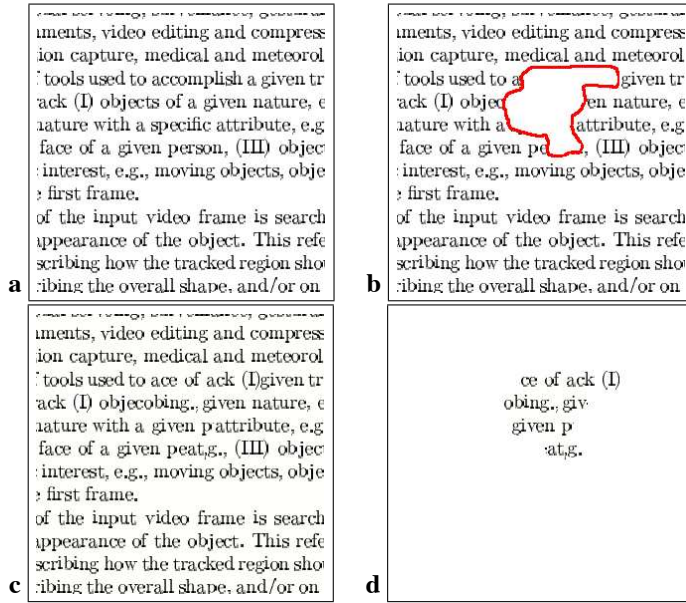 uments, video editing and compress
ion capture, medical and meteorol
tools used to accomplish a given tr
ack (I) objects of a given nature, e
nature with a specific attribute, e.g
face of a given person, (III) objec
interest, e.g., moving objects, obje
first frame.
of the input video frame is search
appearance of the object. This refe
scribing how the tracked region shou
ribing the overall shape, and/or on
a
uments, video editing and compress
ion capture, medical and meteorol
tools used to a given tr
ack (I) objec en nature, e
nature with a attribute, e.g
face of a given pe , (III) objec
interest, e.g., moving objects, obje
first frame.
of the input video frame is search
appearance of the object. This refe
scribing how the tracked region shou
ribing the overall shape, and/or on
b
uments, video editing and compress
ion capture, medical and meteorol
tools used to ace of ack (I)given tr
ack (I) objecobing., given nature, e
nature with a given pattribute, e.g
face of a given peat,g., (III) objec
interest, e.g., moving objects, obje
first frame.
of the input video frame is search
appearance of the object. This refe
scribing how the tracked region shou
ribing the overall shape, and/or on
c
ce of ack (I)
obing., giv
given p
at,g.
d